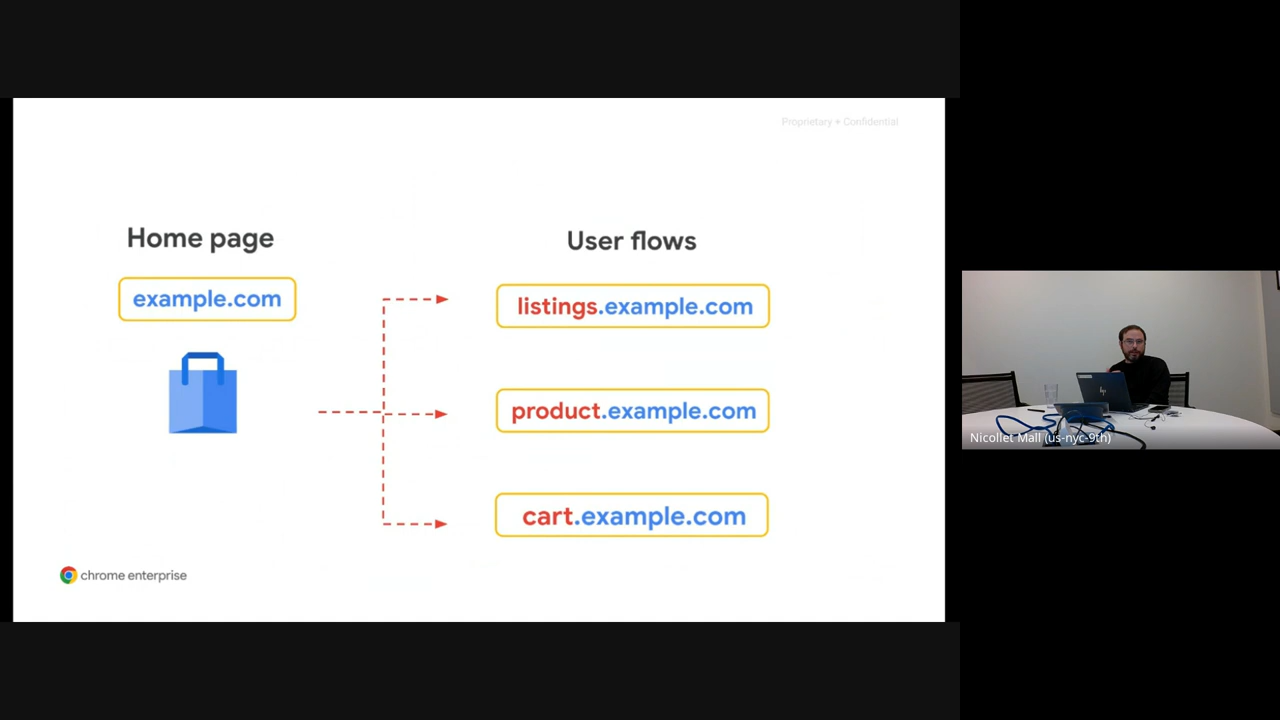 Proprietary + Confidential
Home page
User flows
example.com
listings.example.com
product.example.com
cart.example.com
chrome enterprise
Nicollet Mall (us-nyc-9th)
hp